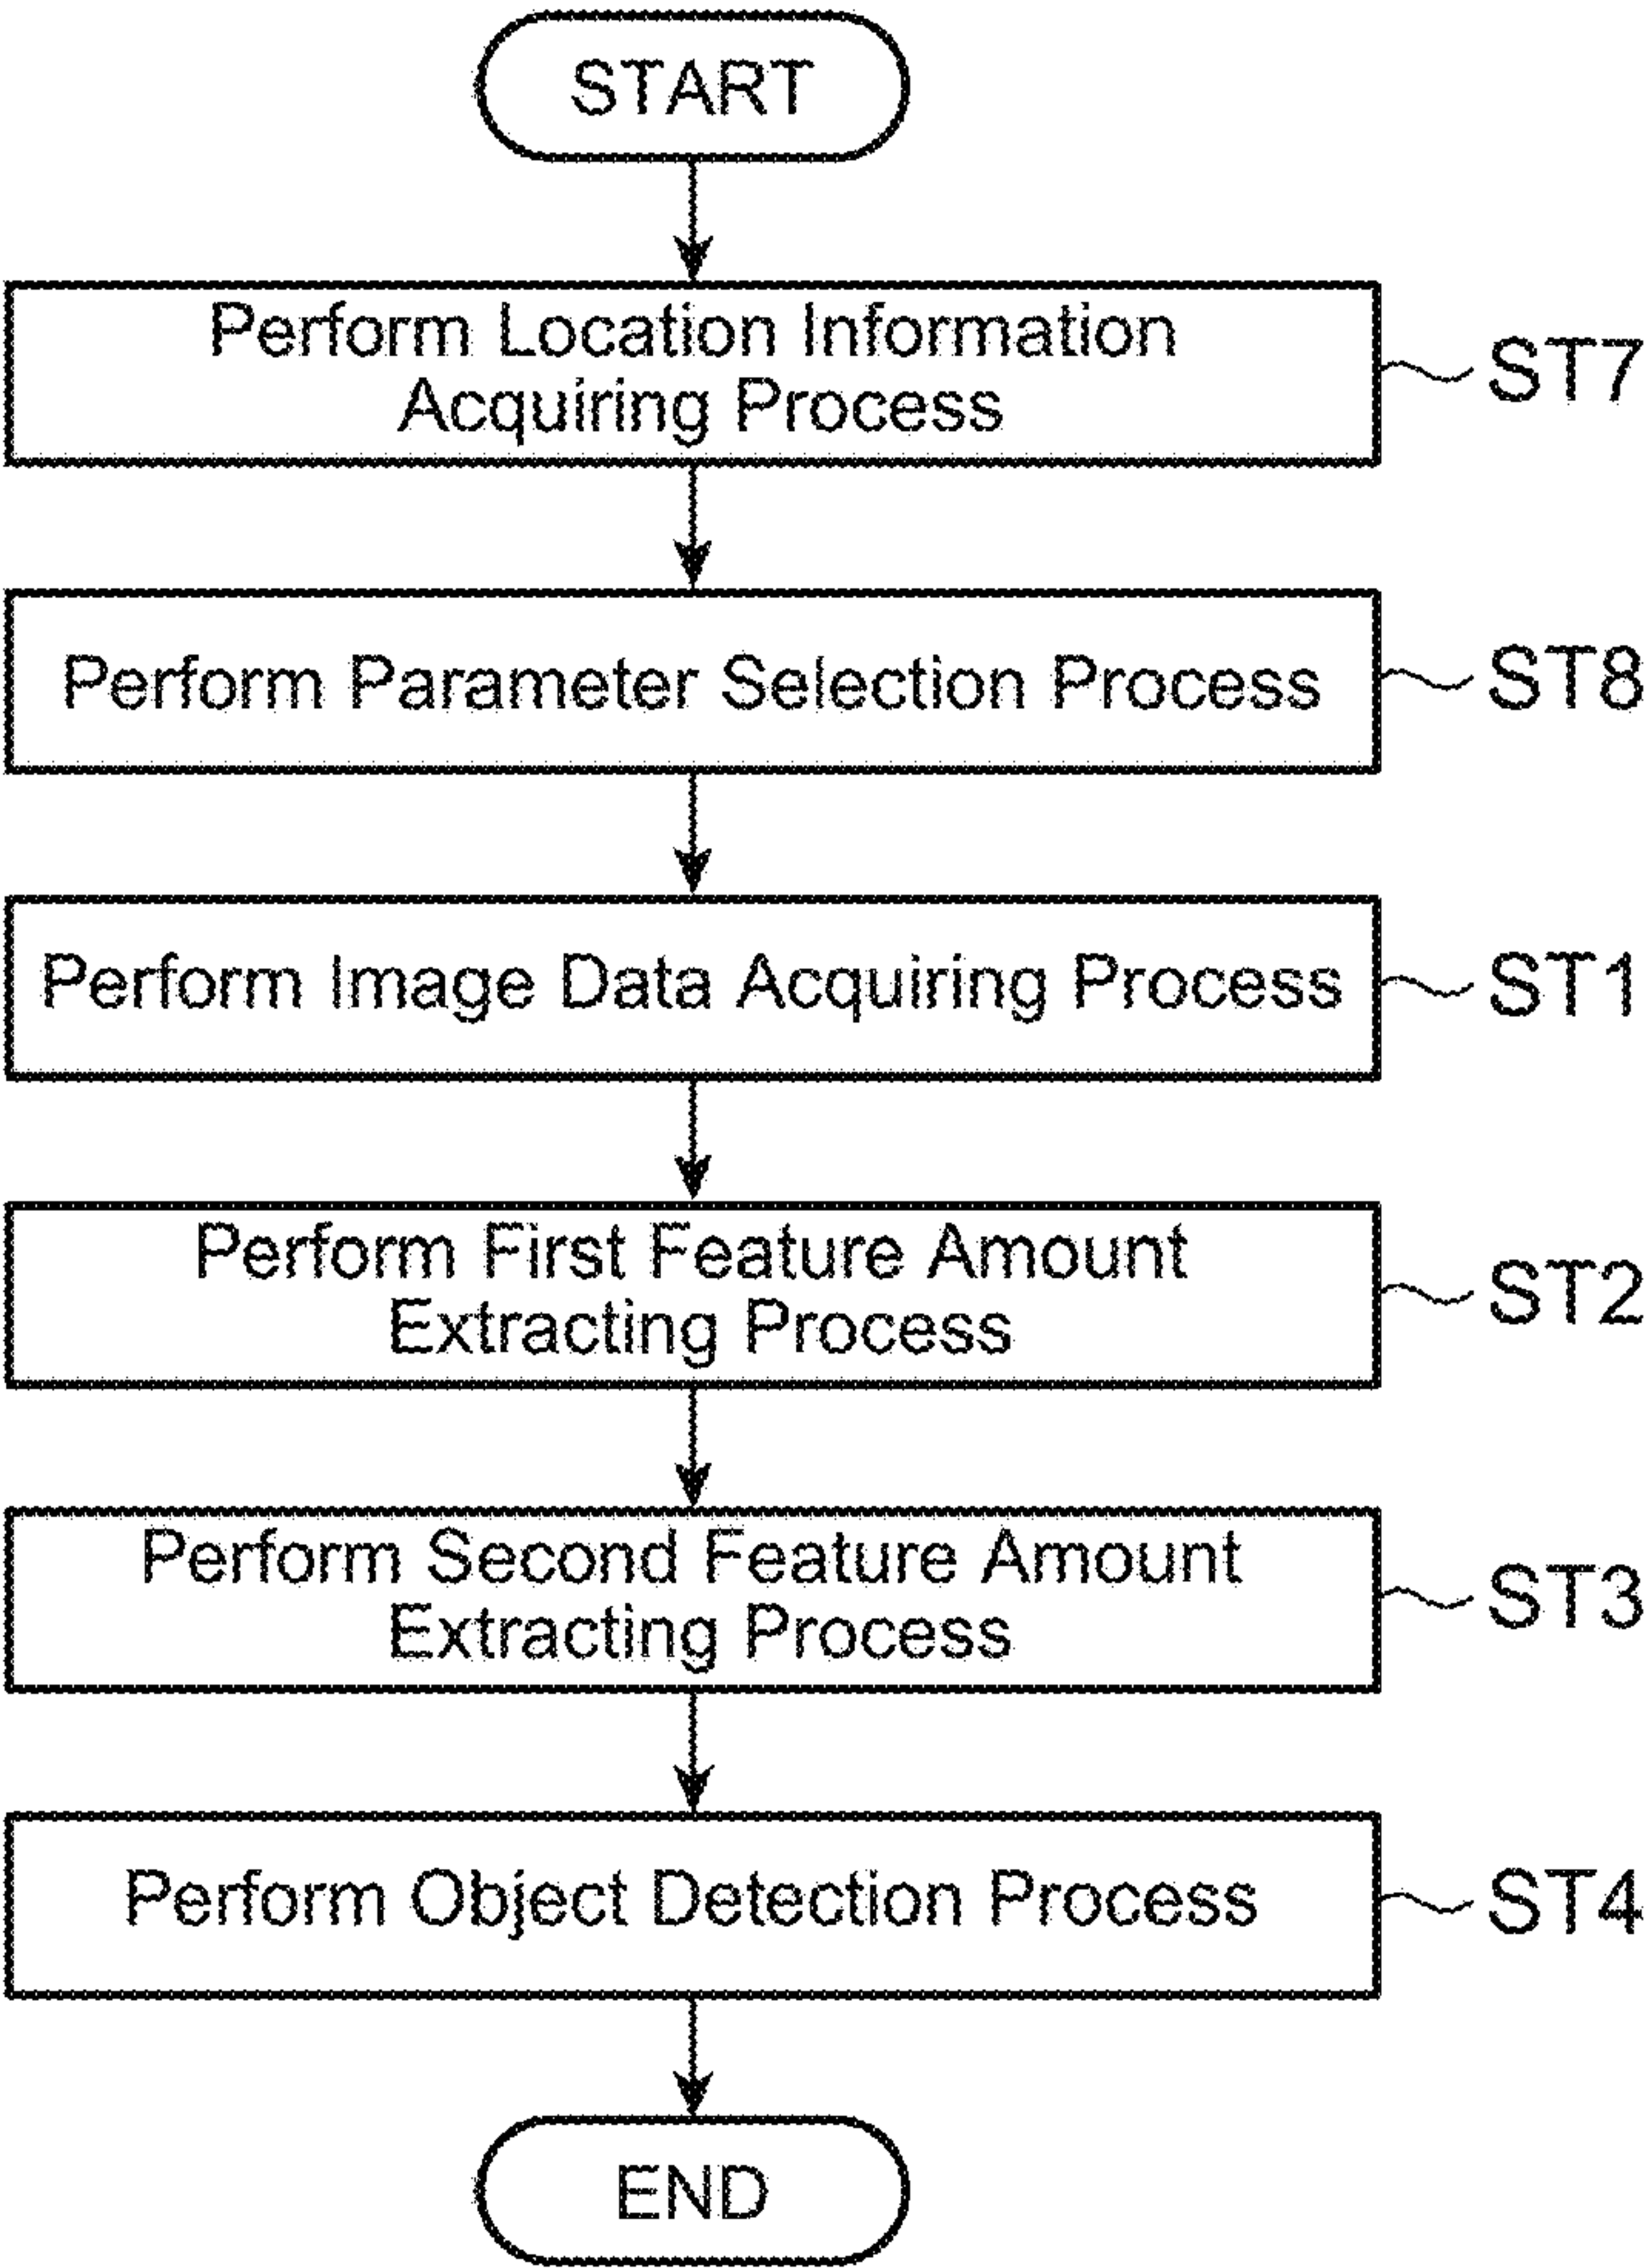 START
Perform Location Information
Acquiring Process
ST7
Perform Parameter Selection Process
ST8
Perform Image Data Acquiring Process
ST1
Perform First Feature Amount
Extracting Process
ST2
Perform Second Feature Amount
Extracting Process
ST3
Perform Object Detection Process
ST4
END